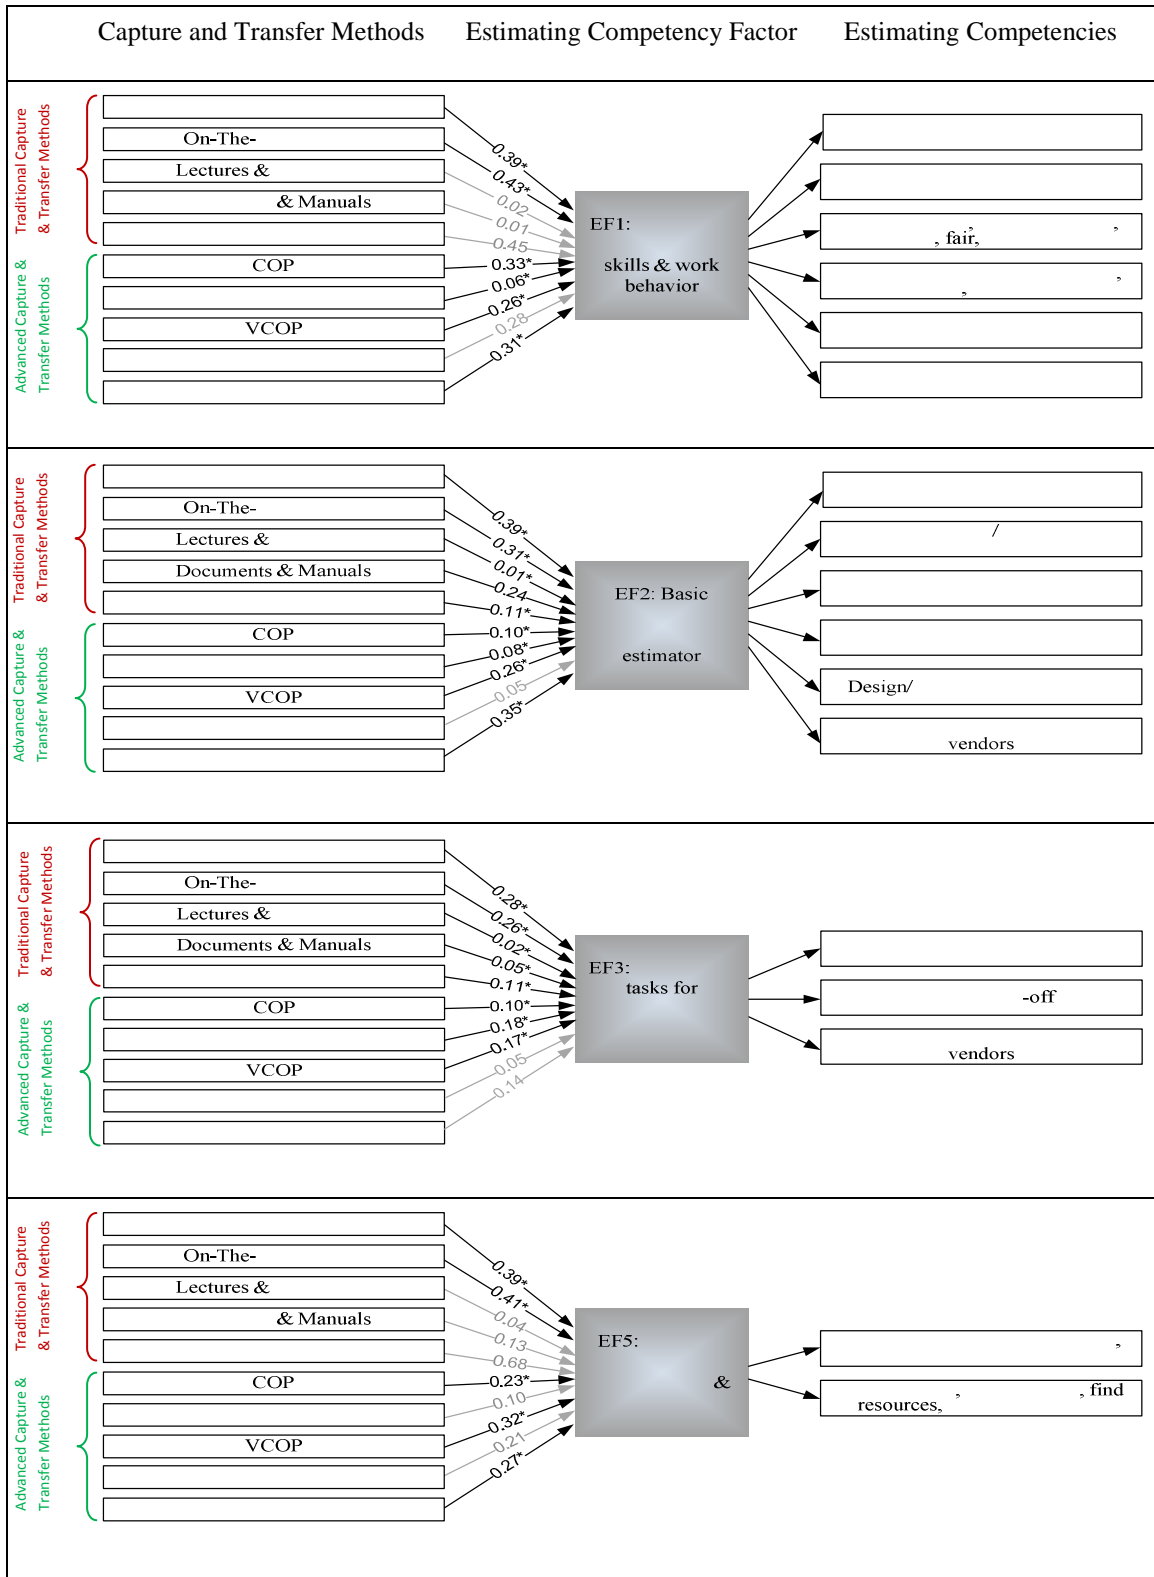 Capture and Transfer Methods Estimating Competency Factor Estimating Competencies
Traditional Capture
& Transfer Methods
Advanced Capture &
Transfer Methods
On-The-
Lectures &
& Manuals
COP
VCOP
0.39*
0.43*
0.02
0.01
0.45
0.33*
0.06*
0.26*
0.28
0.31*
EF1:
skills & work
behavior
, ,
, fair,
,
,
Traditional Capture
& Transfer Methods
Advanced Capture &
Transfer Methods
On-The-
Lectures &
Documents & Manuals
COP
VCOP
0.39*
0.31*
0.01*
0.24
0.11*
0.10*
0.08*
0.26*
0.05
0.35*
EF2: Basic
estimator
/
Design/
vendors
Traditional Capture
& Transfer Methods
Advanced Capture &
Transfer Methods
On-The-
Lectures &
Documents & Manuals
COP
VCOP
0.28*
0.26*
0.02*
0.05*
0.11*
0.10*
0.18*
0.17*
0.05
0.14
EF3:
tasks for
-off
vendors
Traditional Capture
& Transfer Methods
Advanced Capture &
Transfer Methods
On-The-
Lectures &
& Manuals
COP
VCOP
0.39*
0.41*
0.04
0.13
0.68
0.23*
0.10
0.32*
0.21
0.27*
EF5:
&
,
, , find
resources,